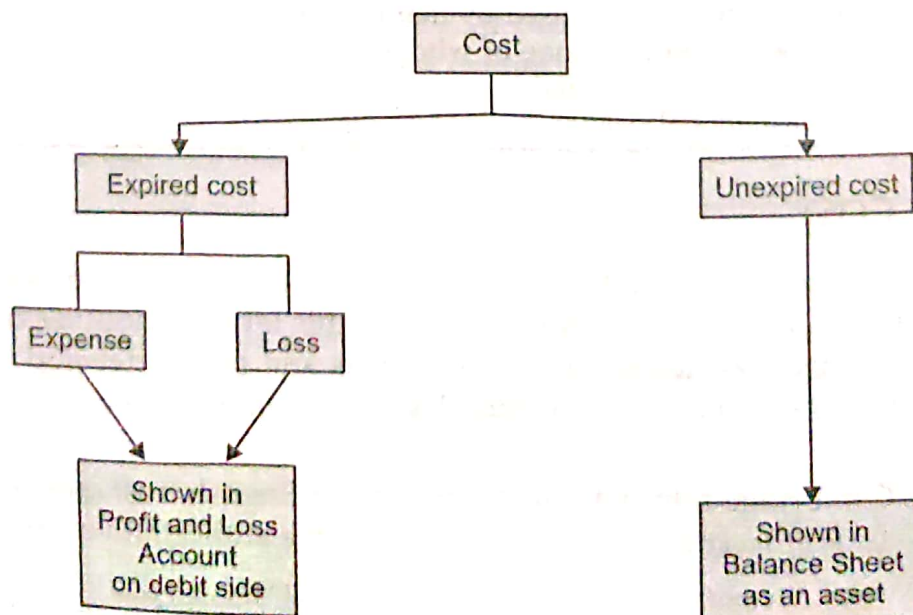 Cost
Expired cost
Unexpired cost
Expense
Loss
Shown in
Profit and Loss
Account
on debit side
Shown in
Balance Sheet
as an asset